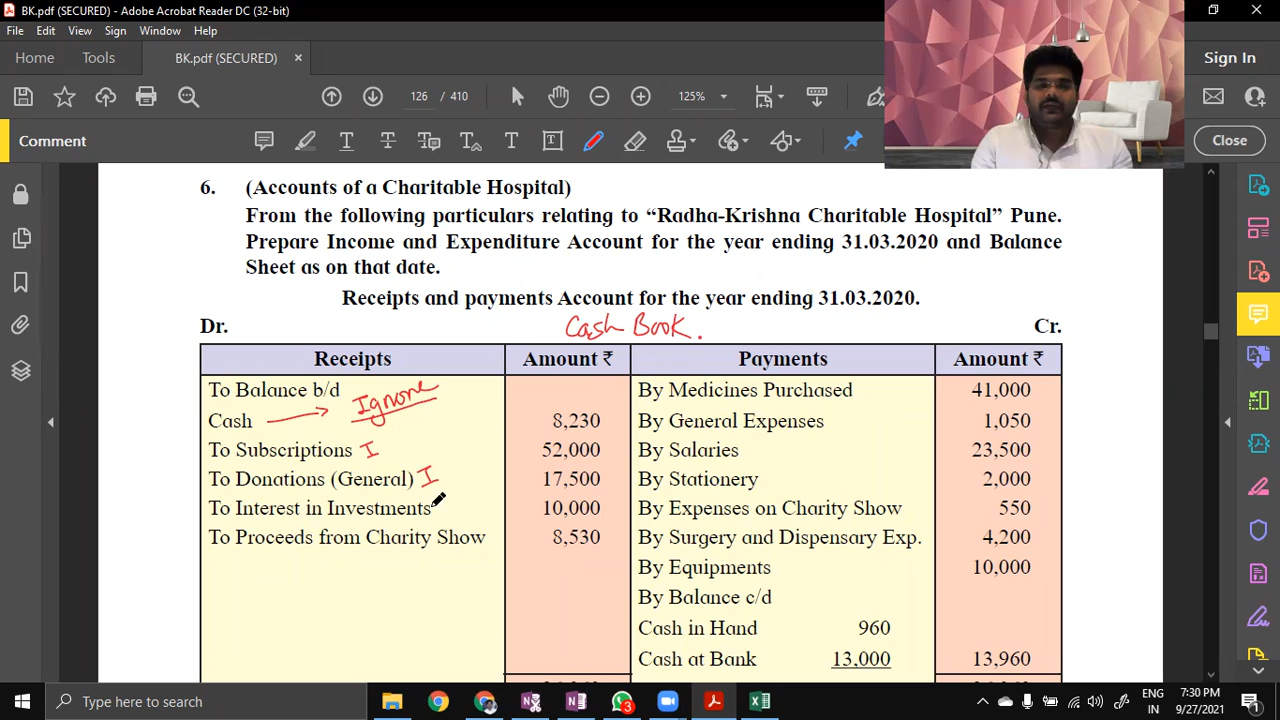 BK.pdf (SECURED) - Adobe Acrobat Reader DC (32-bit)
File Edit View Sign Window Help
Home Tools BK.pdf (SECURED) × Sign In
126 / 410 125%
Comment Close
6. (Accounts of a Charitable Hospital)
From the following particulars relating to “Radha-Krishna Charitable Hospital” Pune.
Prepare Income and Expenditure Account for the year ending 31.03.2020 and Balance
Sheet as on that date.
Receipts and payments Account for the year ending 31.03.2020.
Dr. Cash Book. Cr.
Receipts Amount ₹ Payments Amount ₹
To Balance b/d By Medicines Purchased 41,000
Cash Ignore 8,230 By General Expenses 1,050
To Subscriptions I 52,000 By Salaries 23,500
To Donations (General) I 17,500 By Stationery 2,000
To Interest in Investments 10,000 By Expenses on Charity Show 550
To Proceeds from Charity Show 8,530 By Surgery and Dispensary Exp. 4,200
By Equipments 10,000
By Balance c/d
Cash in Hand 960
Cash at Bank 13,000 13,960
Type here to search
3
ENG
IN
7:30 PM
9/27/2021
1